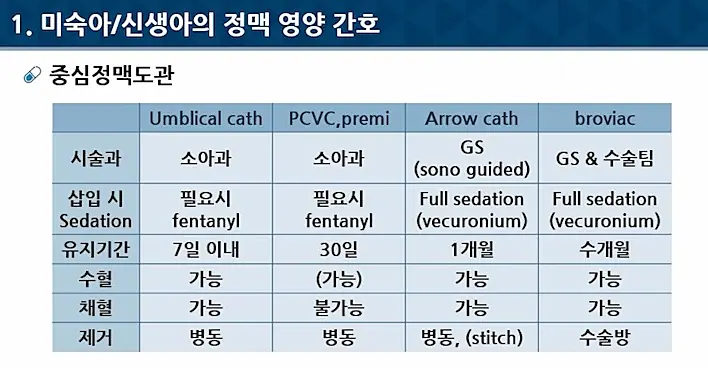 1. 미숙아/신생아의 정맥 영양 간호
중심정맥도관
Umblical cath PCVC,premi Arrow cath broviac
시술과 소아과 소아과 GS (sono guided) GS & 수술팀
삽입 시 Sedation 필요시 fentanyl 필요시 fentanyl Full sedation (vecuronium) Full sedation (vecuronium)
유지기간 7일 이내 30일 1개월 수개월
수혈 가능 (가능) 가능 가능
채혈 가능 불가능 가능 가능
제거 병동 병동 병동, (stitch) 수술방